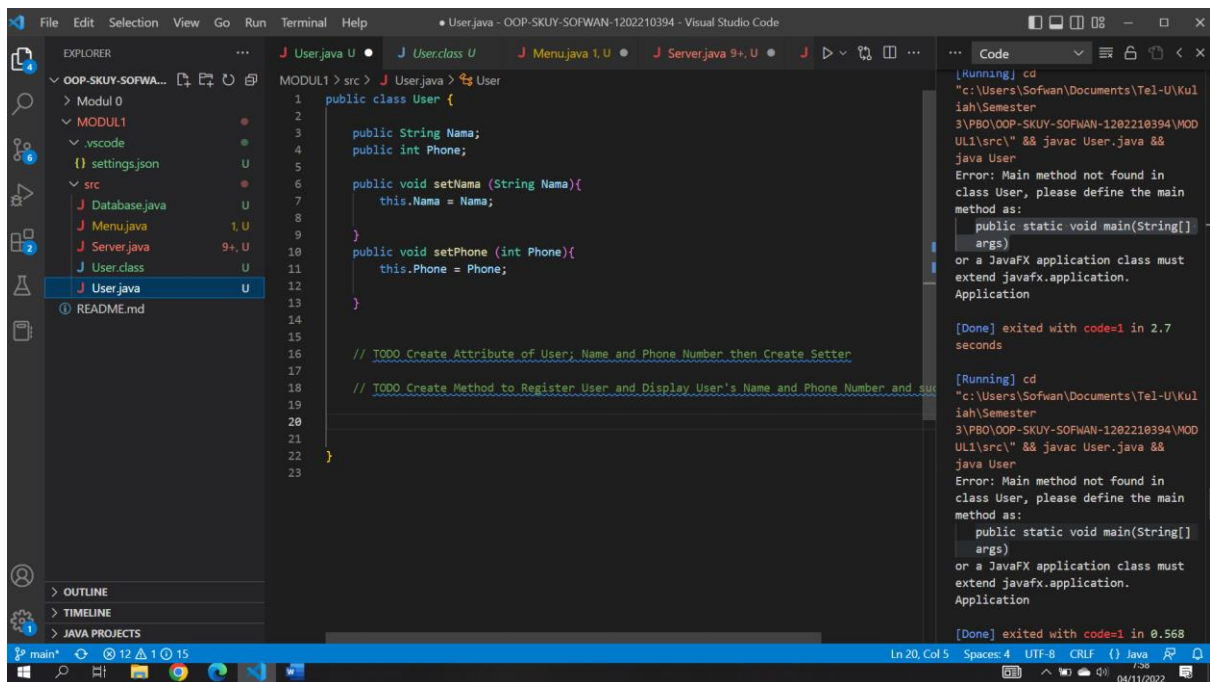 File Edit Selection View Go Run Terminal Help
● User.java - OOP-SKUY-SOFWAN-1202210394 - Visual Studio Code
EXPLORER
OOP-SKUY-SOFWA...
> Modul 0
MODUL1
.vscode
{} settings.json U
src
J Database.java U
J Menu.java 1, U
J Server.java 9+, U
J User.class U
J User.java U
README.md
> OUTLINE
> TIMELINE
> JAVA PROJECTS
4
6
2
1
J User.java U ● J User.class U J Menu.java 1, U ● J Server.java 9+, U ● J
MODUL1 > src > J User.java > User
1 public class User {
2
3 public String Nama;
4 public int Phone;
5
6 public void setNama (String Nama){
7 this.Nama = Nama;
8
9 }
10 public void setPhone (int Phone){
11 this.Phone = Phone;
12
13 }
14
15
16 // TODO Create Attribute of User; Name and Phone Number then Create Setter
17
18 // TODO Create Method to Register User and Display User's Name and Phone Number and suc
19
20
21
22 }
23
... Code
[Running] cd
"c:\Users\Sofwan\Documents\Tel-U\Kul
iah\Semester
3\PBO\OOP-SKUY-SOFWAN-1202210394\MOD
UL1\src\" && javac User.java &&
java User
Error: Main method not found in
class User, please define the main
method as:
public static void main(String[]
args)
or a JavaFX application class must
extend javafx.application.
Application
[Done] exited with code=1 in 2.7
seconds
[Running] cd
"c:\Users\Sofwan\Documents\Tel-U\Kul
iah\Semester
3\PBO\OOP-SKUY-SOFWAN-1202210394\MOD
UL1\src\" && javac User.java &&
java User
Error: Main method not found in
class User, please define the main
method as:
public static void main(String[]
args)
or a JavaFX application class must
extend javafx.application.
Application
[Done] exited with code=1 in 0.568
main* 12 1 15
Ln 20, Col 5 Spaces: 4 UTF-8 CRLF {} Java
7:58
04/11/2022